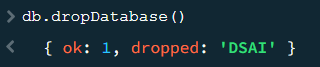 > db.dropDatabase()
< { ok: 1, dropped: 'DSAI' }